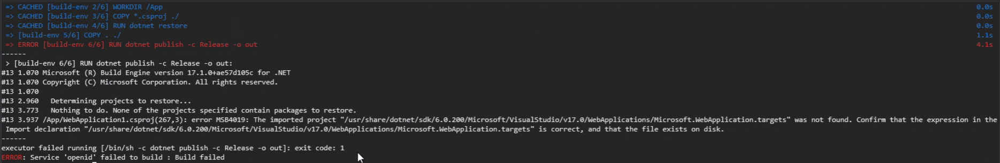 => CACHED [build-env 2/6] WORKDIR /App 0.0s
=> CACHED [build-env 3/6] COPY *.csproj ./ 0.0s
=> CACHED [build-env 4/6] RUN dotnet restore 0.0s
=> [build-env 5/6] COPY . ./ 1.1s
=> ERROR [build-env 6/6] RUN dotnet publish -c Release -o out 4.1s
------
> [build-env 6/6] RUN dotnet publish -c Release -o out:
#13 1.070 Microsoft (R) Build Engine version 17.1.0+ae57d105c for .NET
#13 1.070 Copyright (C) Microsoft Corporation. All rights reserved.
#13 1.070
#13 2.960   Determining projects to restore...
#13 3.773   Nothing to do. None of the projects specified contain packages to restore.
#13 3.937 /App/WebApplication1.csproj(267,3): error MSB4019: The imported project "/usr/share/dotnet/sdk/6.0.200/Microsoft/VisualStudio/v17.0/WebApplications/Microsoft.WebApplication.targets" was not found. Confirm that the expression in the
Import declaration "/usr/share/dotnet/sdk/6.0.200/Microsoft/VisualStudio/v17.0/WebApplications/Microsoft.WebApplication.targets" is correct, and that the file exists on disk.
------
executor failed running [/bin/sh -c dotnet publish -c Release -o out]: exit code: 1
ERROR: Service 'openid' failed to build : Build failed